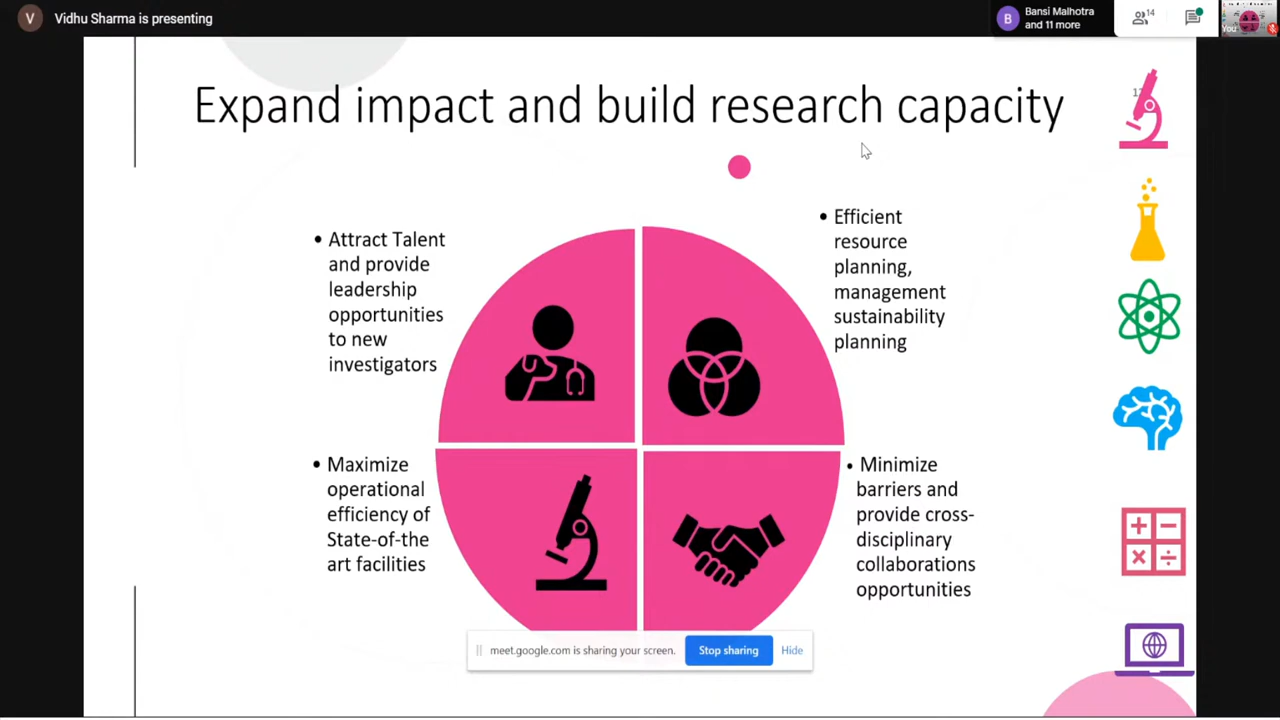 V Vidhu Sharma is presenting
B Bansi Malhotra
and 11 more
14
You
Expand impact and build research capacity
• Attract Talent
and provide
leadership
opportunities
to new
investigators
• Efficient
resource
planning,
management
sustainability
planning
• Maximize
operational
efficiency of
State-of-the
art facilities
• Minimize
barriers and
provide cross-
disciplinary
collaborations
opportunities
meet.google.com is sharing your screen.
Stop sharing
Hide